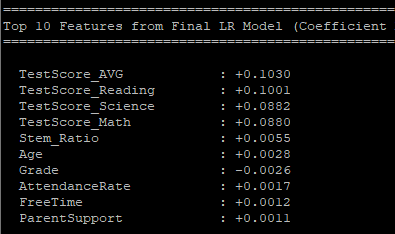 ================================================
Top 10 Features from Final LR Model (Coefficient
================================================
TestScore_AVG : +0.1030
TestScore_Reading : +0.1001
TestScore_Science : +0.0882
TestScore_Math : +0.0880
Stem_Ratio : +0.0055
Age : +0.0028
Grade : -0.0026
AttendanceRate : +0.0017
FreeTime : +0.0012
ParentSupport : +0.0011